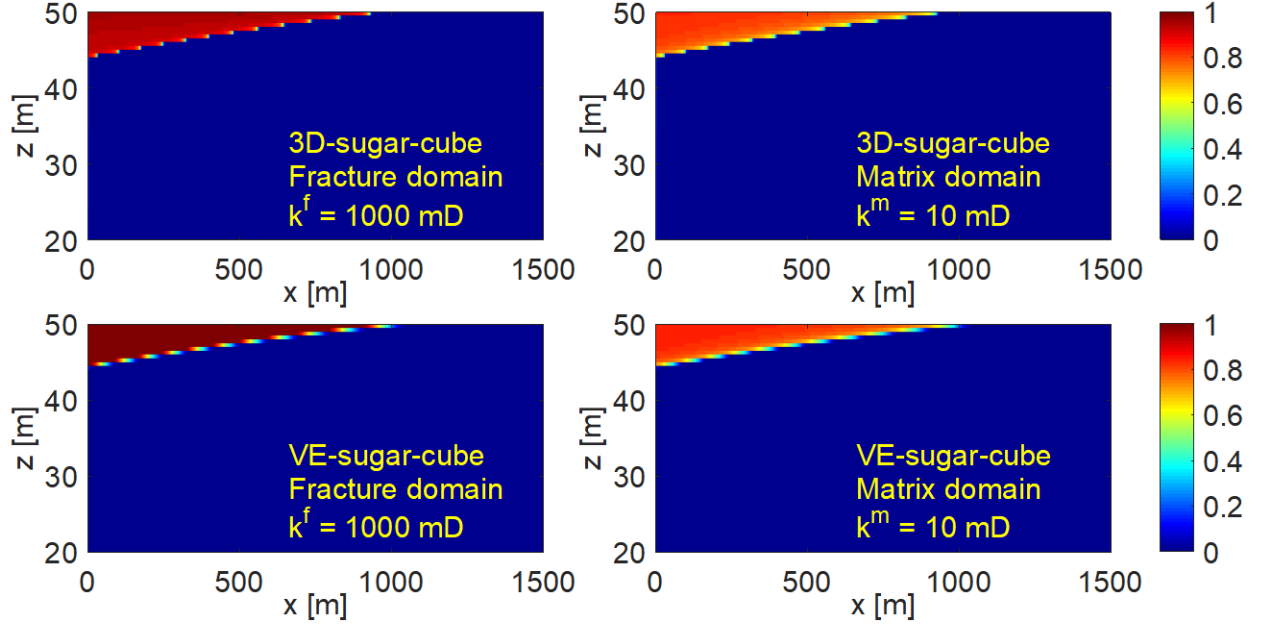 50
40
30
20
z [m]
3D-sugar-cube
Fracture domain
k^f = 1000 mD
0
500
1000
1500
x [m]
50
40
30
20
z [m]
3D-sugar-cube
Matrix domain
k^m = 10 mD
0
500
1000
1500
x [m]
1
0.8
0.6
0.4
0.2
0
50
40
30
20
z [m]
VE-sugar-cube
Fracture domain
k^f = 1000 mD
0
500
1000
1500
x [m]
50
40
30
20
z [m]
VE-sugar-cube
Matrix domain
k^m = 10 mD
0
500
1000
1500
x [m]
1
0.8
0.6
0.4
0.2
0